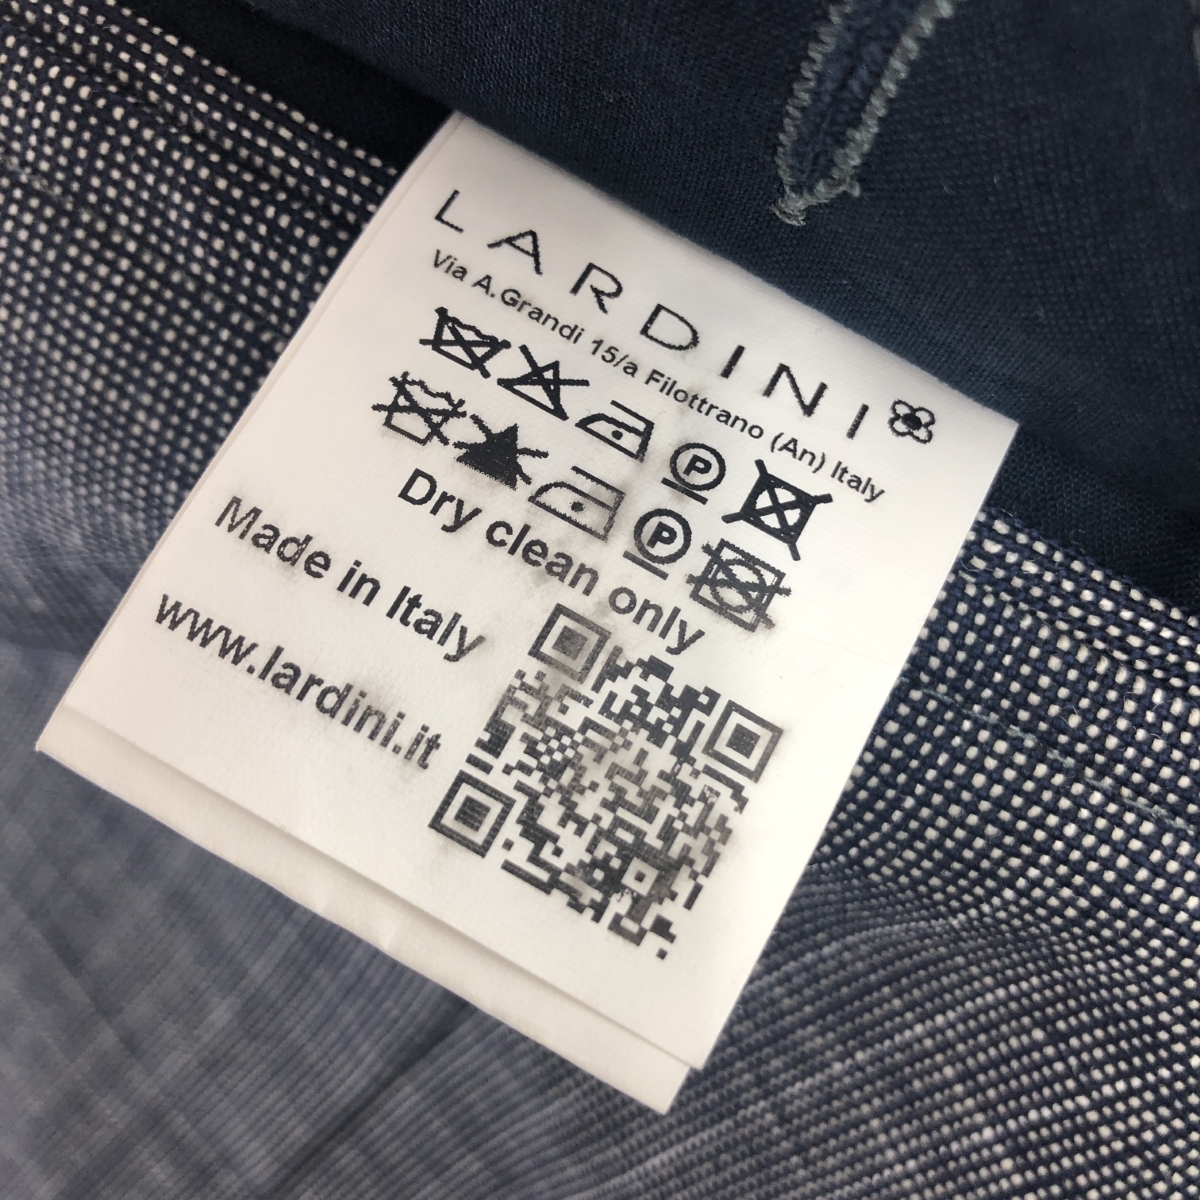 LARDINI
Via A.Grandi 15/a Filottrano (An) Italy
P
P
Dry clean only
Made in Italy
www.lardini.it